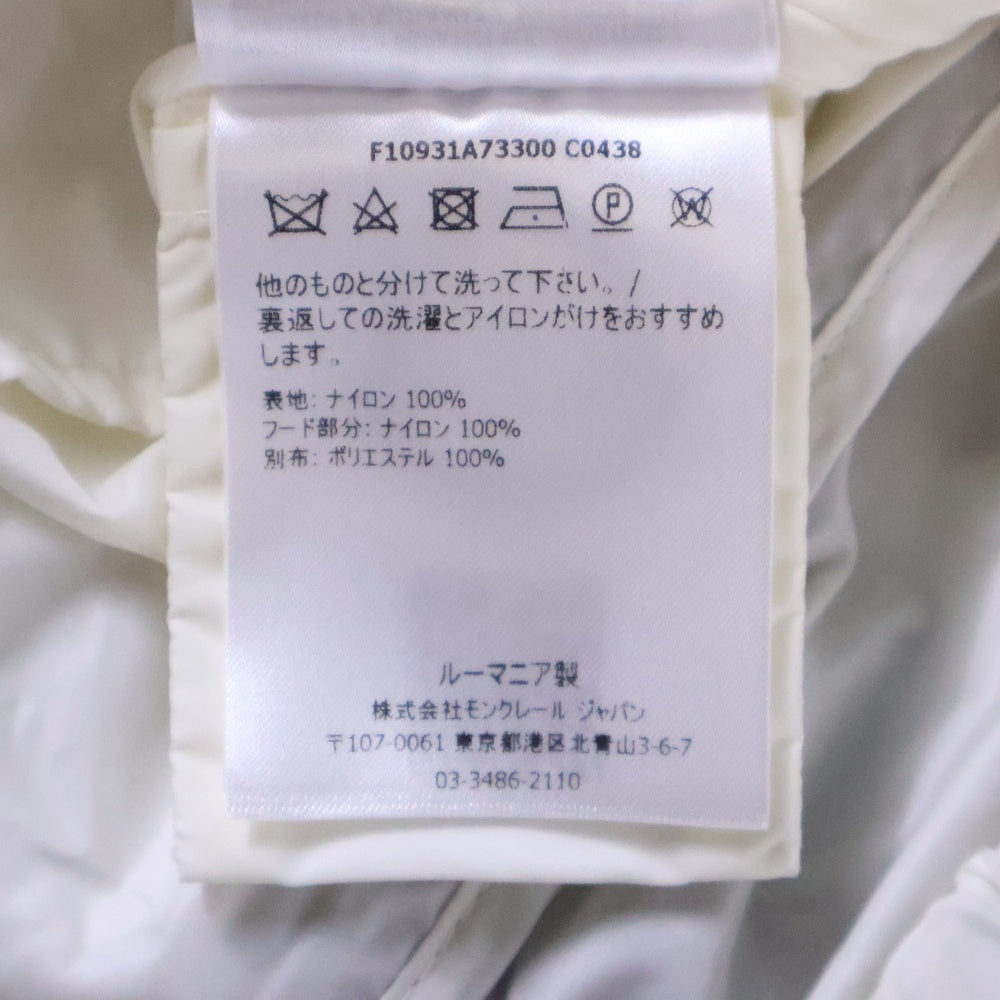 F10931A73300 C0438
P
W
他のものと分けて洗って下さい。/
裏返しての洗濯とアイロンがけをおすすめ
します。
表地: ナイロン 100%
フード部分: ナイロン 100%
別布: ポリエステル 100%
ルーマニア製
株式会社モンクレール ジャパン
〒107-0061 東京都港区北青山3-6-7
03-3486-2110